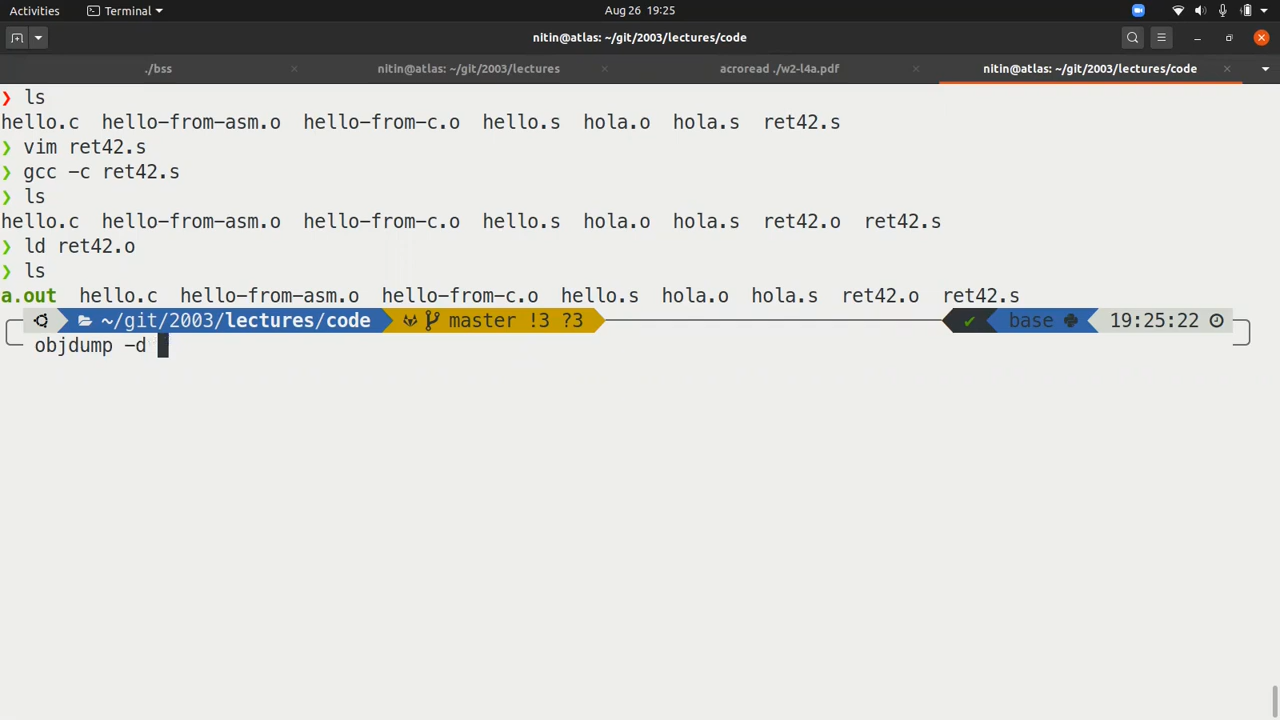 Activities Terminal Aug 26 19:25
nitin@atlas: ~/git/2003/lectures/code
./bss nitin@atlas: ~/git/2003/lectures acroread ./w2-l4a.pdf nitin@atlas: ~/git/2003/lectures/code
❯ ls
hello.c hello-from-asm.o hello-from-c.o hello.s hola.o hola.s ret42.s
❯ vim ret42.s
❯ gcc -c ret42.s
❯ ls
hello.c hello-from-asm.o hello-from-c.o hello.s hola.o hola.s ret42.o ret42.s
❯ ld ret42.o
❯ ls
a.out hello.c hello-from-asm.o hello-from-c.o hello.s hola.o hola.s ret42.o ret42.s
~/git/2003/lectures/code master !3 ?3 ✔ base 19:25:22
objdump -d